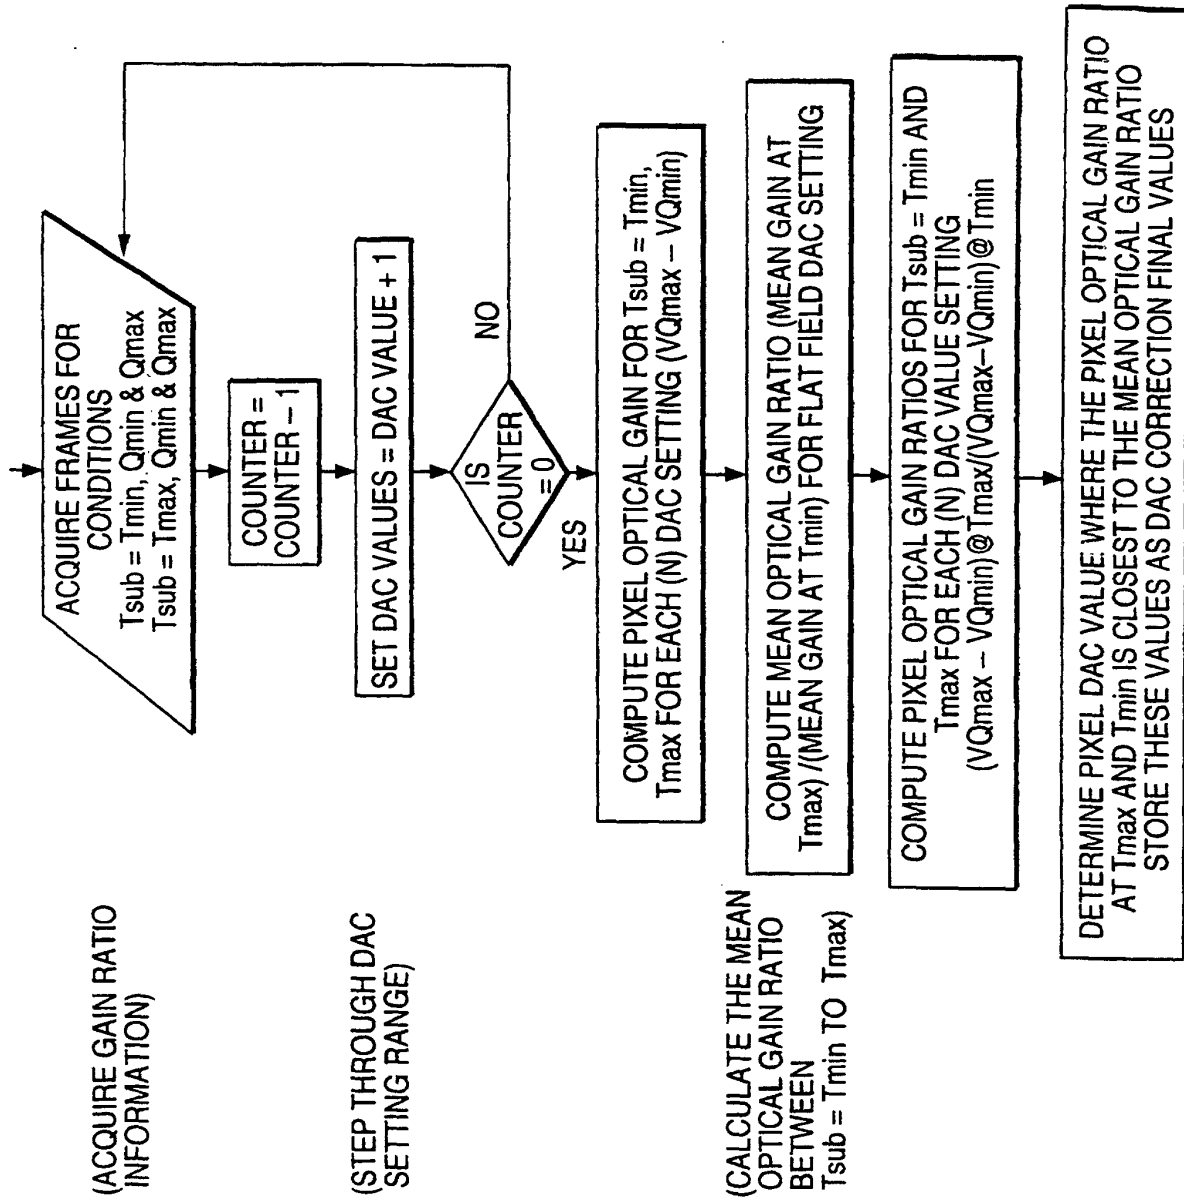 (ACQUIRE GAIN RATIO
INFORMATION)
ACQUIRE FRAMES FOR
CONDITIONS
Tsub = Tmin, Qmin & Qmax
Tsub = Tmax, Qmin & Qmax
COUNTER =
COUNTER – 1
(STEP THROUGH DAC
SETTING RANGE)
SET DAC VALUES = DAC VALUE + 1
IS
COUNTER
= 0
NO
YES
COMPUTE PIXEL OPTICAL GAIN FOR Tsub = Tmin,
Tmax FOR EACH (N) DAC SETTING (VQmax – VQmin)
(CALCULATE THE MEAN
OPTICAL GAIN RATIO
BETWEEN
Tsub = Tmin TO Tmax)
COMPUTE MEAN OPTICAL GAIN RATIO (MEAN GAIN AT
Tmax) /(MEAN GAIN AT Tmin) FOR FLAT FIELD DAC SETTING
COMPUTE PIXEL OPTICAL GAIN RATIOS FOR Tsub = Tmin AND
Tmax FOR EACH (N) DAC VALUE SETTING
(VQmax – VQmin)@Tmax/(VQmax–VQmin)@Tmin
DETERMINE PIXEL DAC VALUE WHERE THE PIXEL OPTICAL GAIN RATIO
AT Tmax AND Tmin IS CLOSEST TO THE MEAN OPTICAL GAIN RATIO
STORE THESE VALUES AS DAC CORRECTION FINAL VALUES